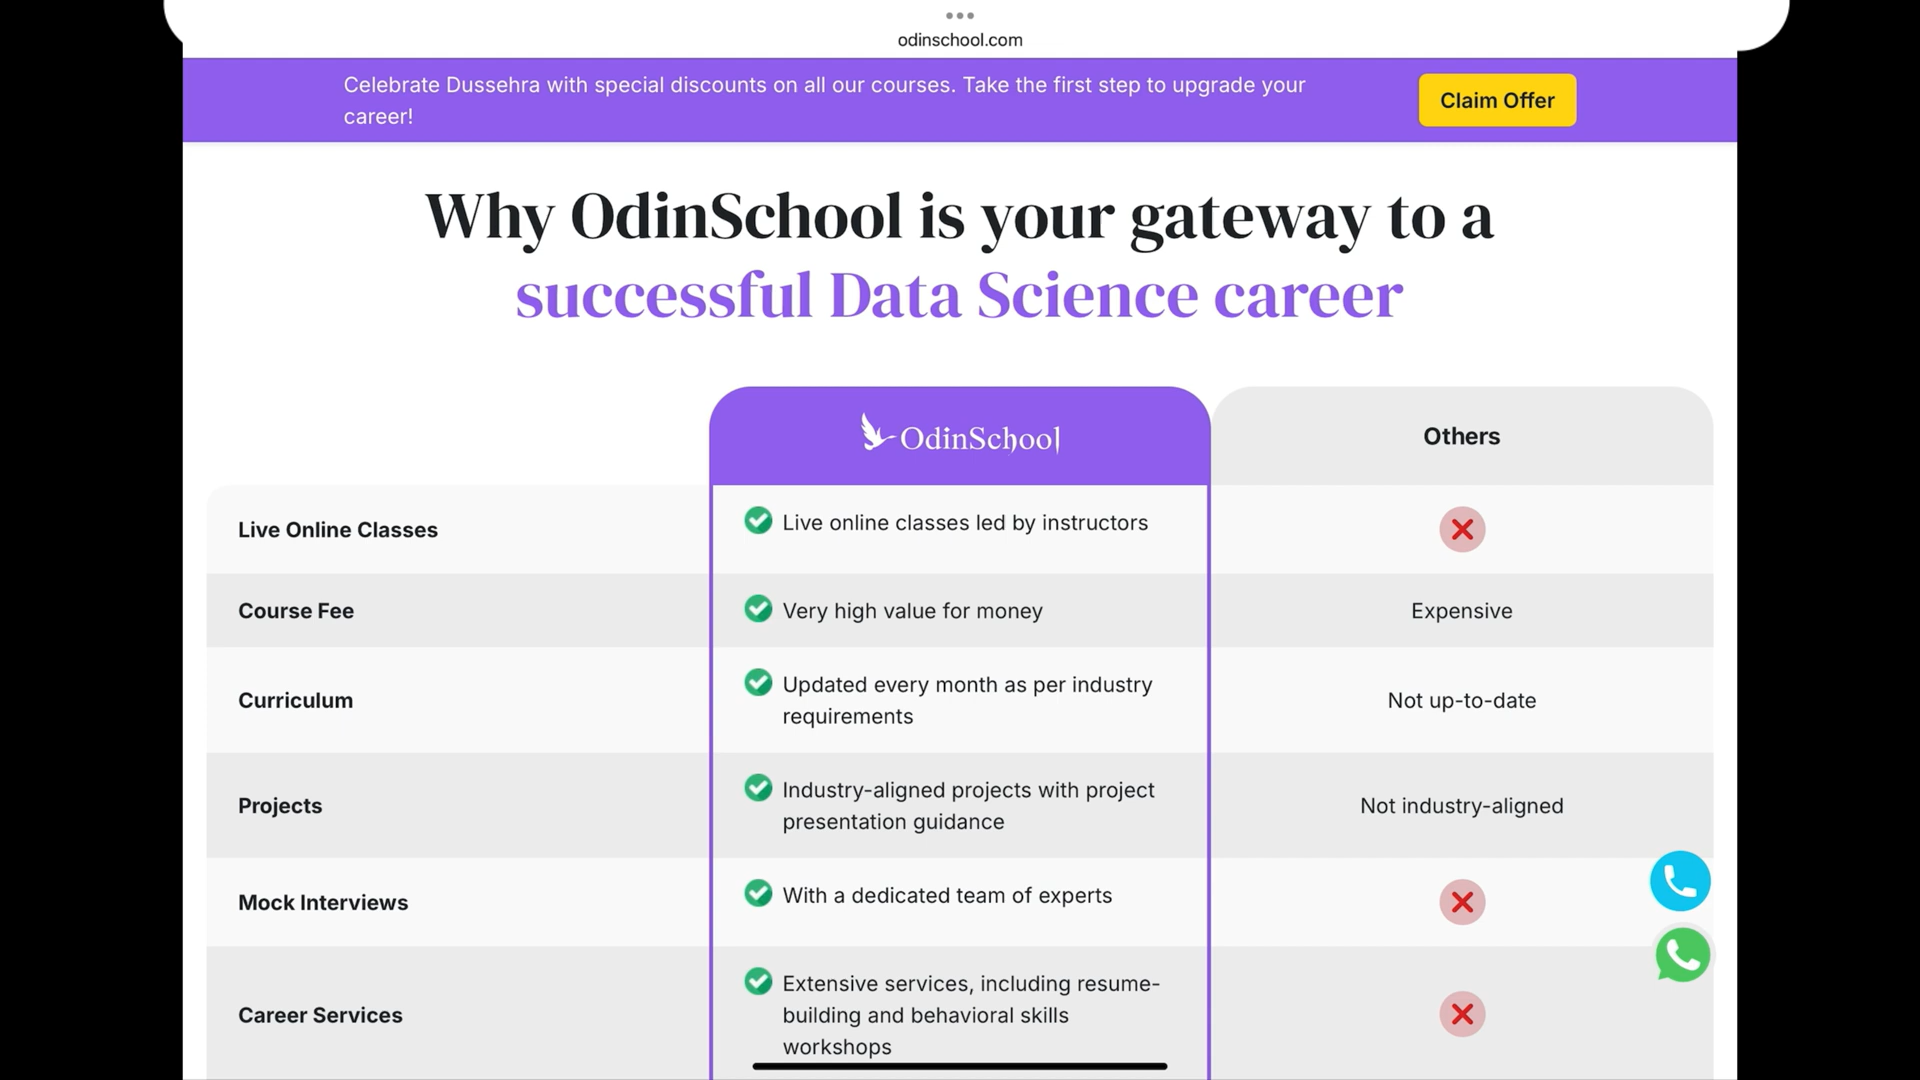 odinschool.com
Celebrate Dussehra with special discounts on all our courses. Take the first step to upgrade your
career!
Claim Offer
Why OdinSchool is your gateway to a
successful Data Science career
OdinSchool
Others
Live Online Classes
Live online classes led by instructors
Course Fee
Very high value for money
Expensive
Curriculum
Updated every month as per industry
requirements
Not up-to-date
Projects
Industry-aligned projects with project
presentation guidance
Not industry-aligned
Mock Interviews
With a dedicated team of experts
Career Services
Extensive services, including resume-
building and behavioral skills
workshops